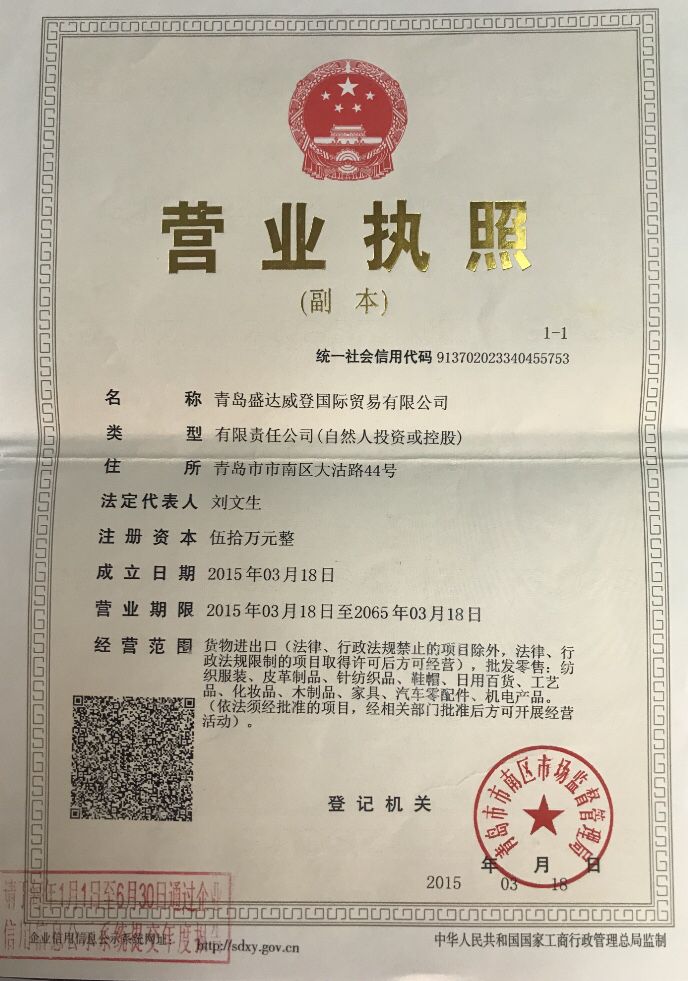 营业执照
(副 本)
1-1
统一社会信用代码 913702023340455753
名称 青岛盛达威登国际贸易有限公司
类型 有限责任公司(自然人投资或控股)
住所 青岛市市南区大沽路44号
法定代表人 刘文生
注册资本 伍拾万元整
成立日期 2015年03月18日
营业期限 2015年03月18日至2065年03月18日
经营范围 货物进出口（法律、行政法规禁止的项目除外，法律、行
政法规限制的项目取得许可后方可经营），批发零售：纺
织服装、皮革制品、针纺织品、鞋帽、日用百货、工艺
品、化妆品、木制品、家具、汽车零配件、机电产品。
（依法须经批准的项目，经相关部门批准后方可开展经营
活动）。
青岛市市南区市场监督管理局
登记机关
年 月 日
2015 03 18
请于每年1月1日至6月30日通过企业
信用信息公示系统提交年度报告
企业信用信息公示系统网址：
http://sdxy.gov.cn
中华人民共和国国家工商行政管理总局监制